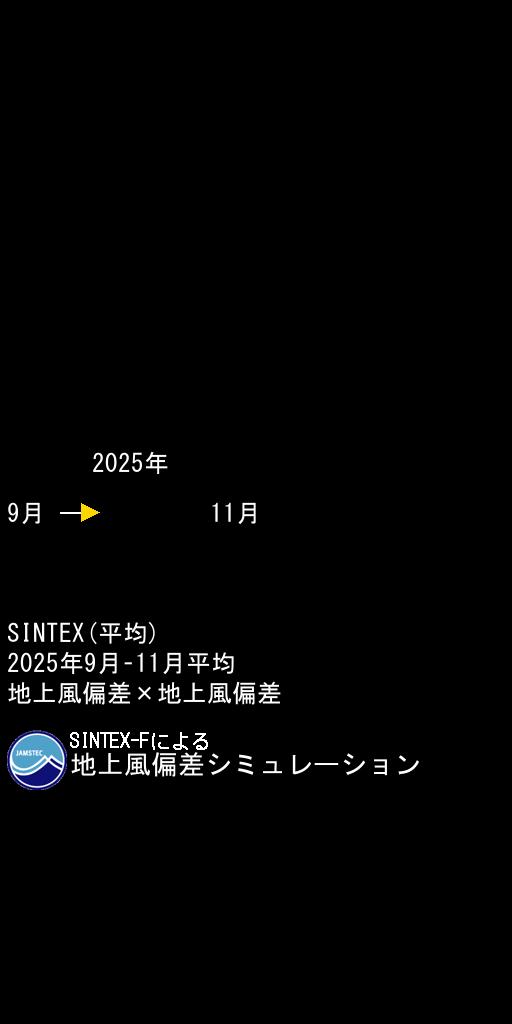 2025年
9月 11月
SINTEX(平均)
2025年9月-11月平均
地上風偏差×地上風偏差
JAMSTEC
SINTEX-Fによる
地上風偏差シミュレーション